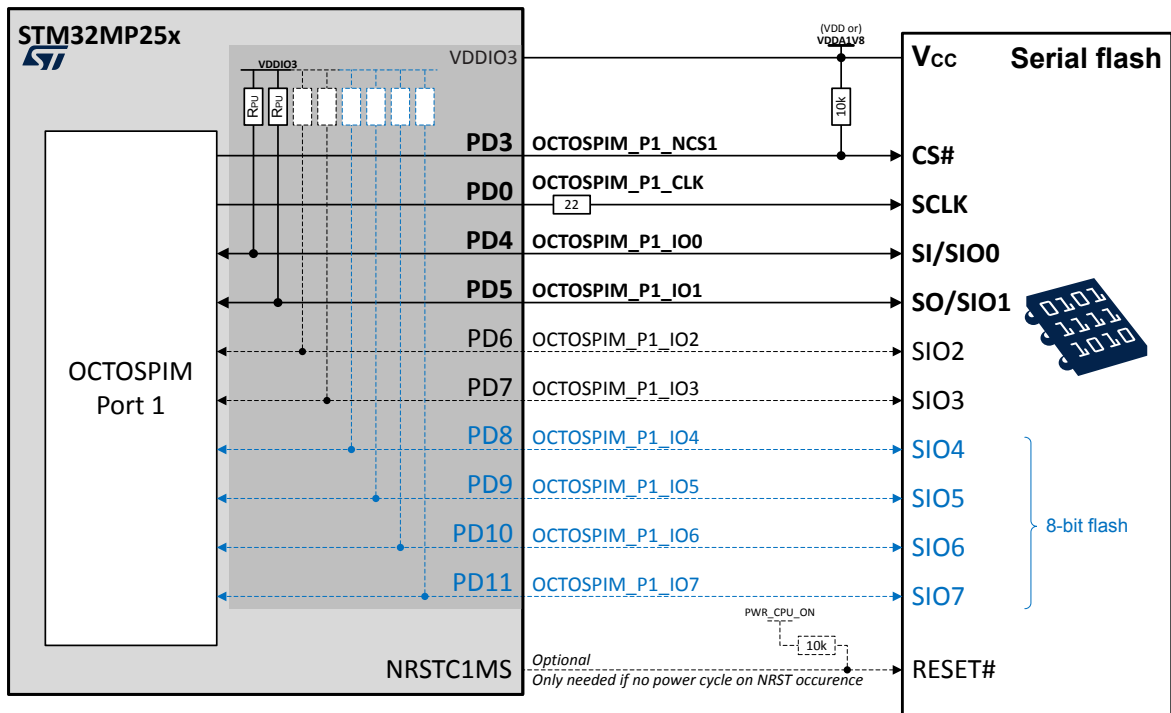 STM32MP25x
VDDIO3
RPU
RPU
OCTOSPIM
Port 1
VDDIO3
(VDD or)
VDDA1V8
10k
VCC
Serial flash
PD3 OCTOSPIM_P1_NCS1 CS#
PD0 OCTOSPIM_P1_CLK 22 SCLK
PD4 OCTOSPIM_P1_IO0 SI/SIO0
PD5 OCTOSPIM_P1_IO1 SO/SIO1
0101
1111
1010
PD6 OCTOSPIM_P1_IO2 SIO2
PD7 OCTOSPIM_P1_IO3 SIO3
PD8 OCTOSPIM_P1_IO4 SIO4
PD9 OCTOSPIM_P1_IO5 SIO5
8-bit flash
PD10 OCTOSPIM_P1_IO6 SIO6
PD11 OCTOSPIM_P1_IO7 SIO7
PWR_CPU_ON
10k
NRSTC1MS Optional RESET#
Only needed if no power cycle on NRST occurence